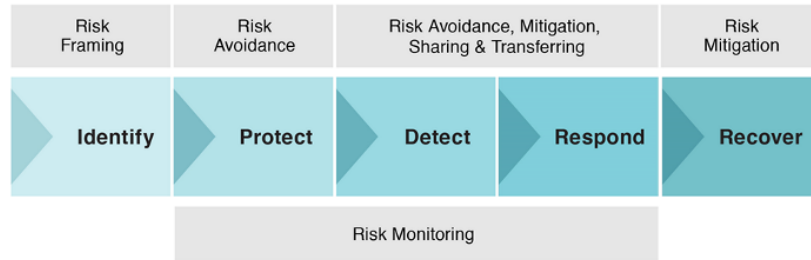 Risk
Framing
Risk
Avoidance
Risk Avoidance, Mitigation,
Sharing & Transferring
Risk
Mitigation
Identify
Protect
Detect
Respond
Recover
Risk Monitoring